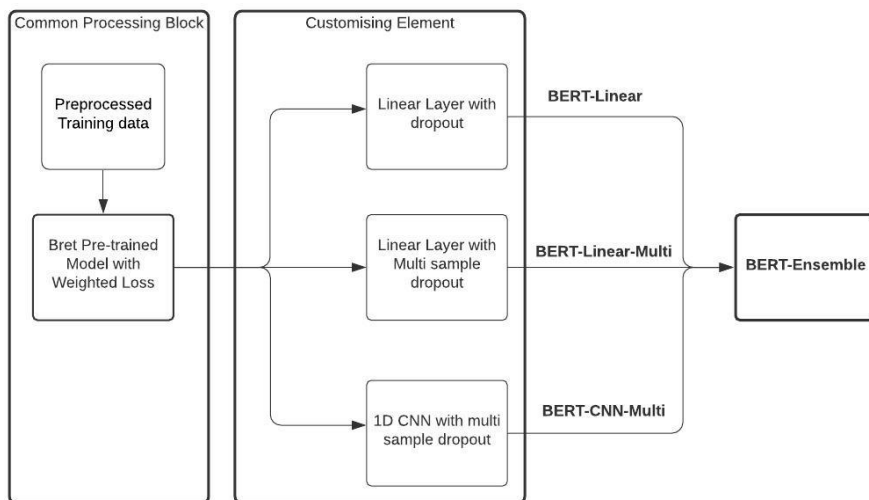 Common Processing Block
Preprocessed
Training data
Bret Pre-trained
Model with
Weighted Loss
Customising Element
Linear Layer with
dropout
Linear Layer with
Multi sample
dropout
1D CNN with multi
sample dropout
BERT-Linear
BERT-Linear-Multi
BERT-CNN-Multi
BERT-Ensemble